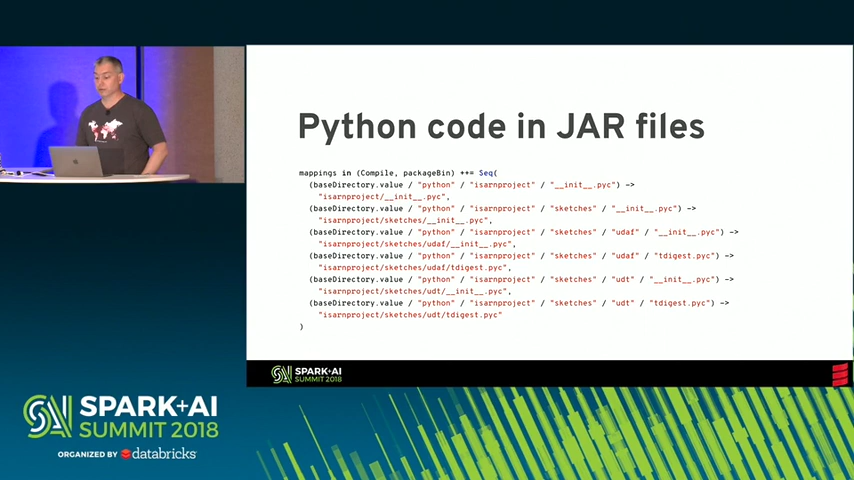 Python code in JAR files
mappings in (Compile, packageBin) ++= Seq(
(baseDirectory.value / "python" / "isarnproject" / "__init__.pyc") ->
"isarnproject/__init__.pyc",
(baseDirectory.value / "python" / "isarnproject" / "sketches" / "__init__.pyc") ->
"isarnproject/sketches/__init__.pyc",
(baseDirectory.value / "python" / "isarnproject" / "sketches" / "udaf" / "__init__.pyc") ->
"isarnproject/sketches/udaf/__init__.pyc",
(baseDirectory.value / "python" / "isarnproject" / "sketches" / "udaf" / "tdigest.pyc") ->
"isarnproject/sketches/udaf/tdigest.pyc",
(baseDirectory.value / "python" / "isarnproject" / "sketches" / "udt" / "__init__.pyc") ->
"isarnproject/sketches/udt/__init__.pyc",
(baseDirectory.value / "python" / "isarnproject" / "sketches" / "udt" / "tdigest.pyc") ->
"isarnproject/sketches/udt/tdigest.pyc"
)
SPARK+AI
SUMMIT 2018
SPARK+AI
SUMMIT 2018
ORGANIZED BY databricks